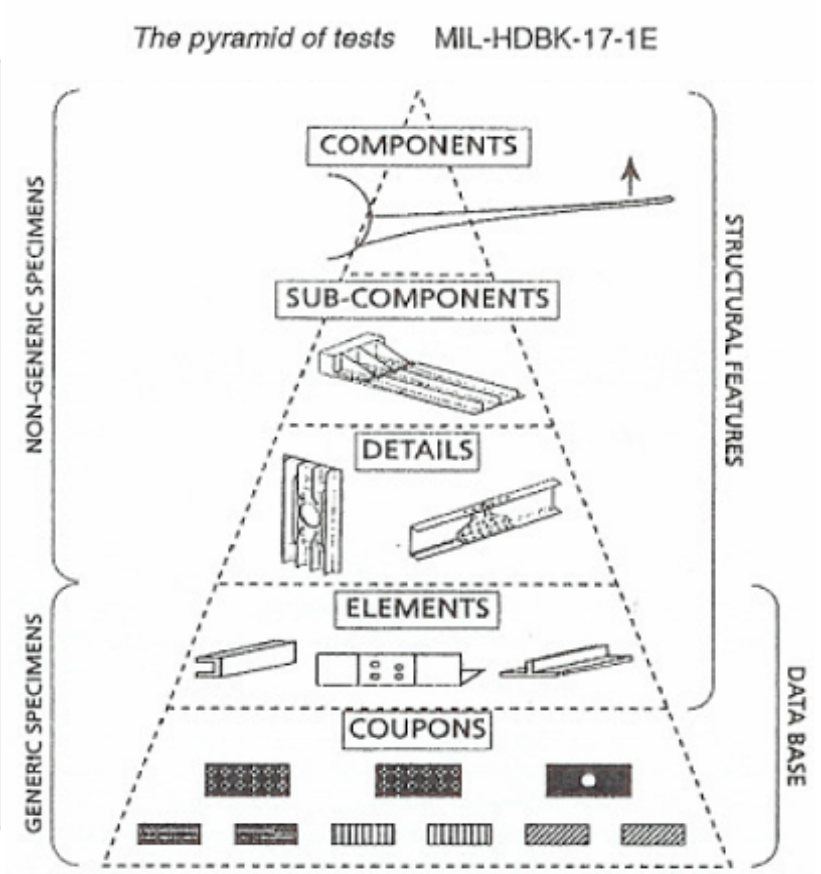 The pyramid of tests MIL-HDBK-17-1E
COMPONENTS
SUB-COMPONENTS
DETAILS
ELEMENTS
COUPONS
NON-GENERIC SPECIMENS
GENERIC SPECIMENS
STRUCTURAL FEATURES
DATA BASE